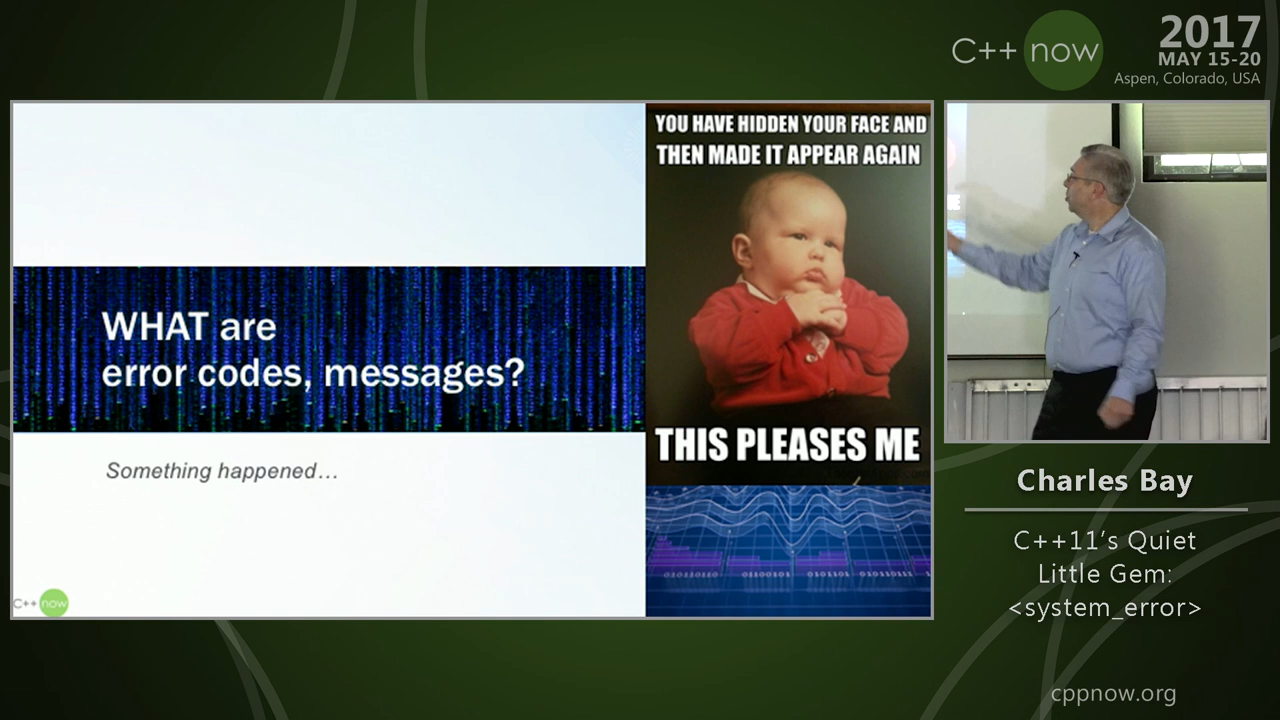 C++ now
2017
MAY 15-20
Aspen, Colorado, USA
YOU HAVE HIDDEN YOUR FACE AND
THEN MADE IT APPEAR AGAIN
THIS PLEASES ME
WHAT are
error codes, messages?
Something happened…
C++ now
Charles Bay
C++11’s Quiet
Little Gem:
<system_error>
cppnow.org